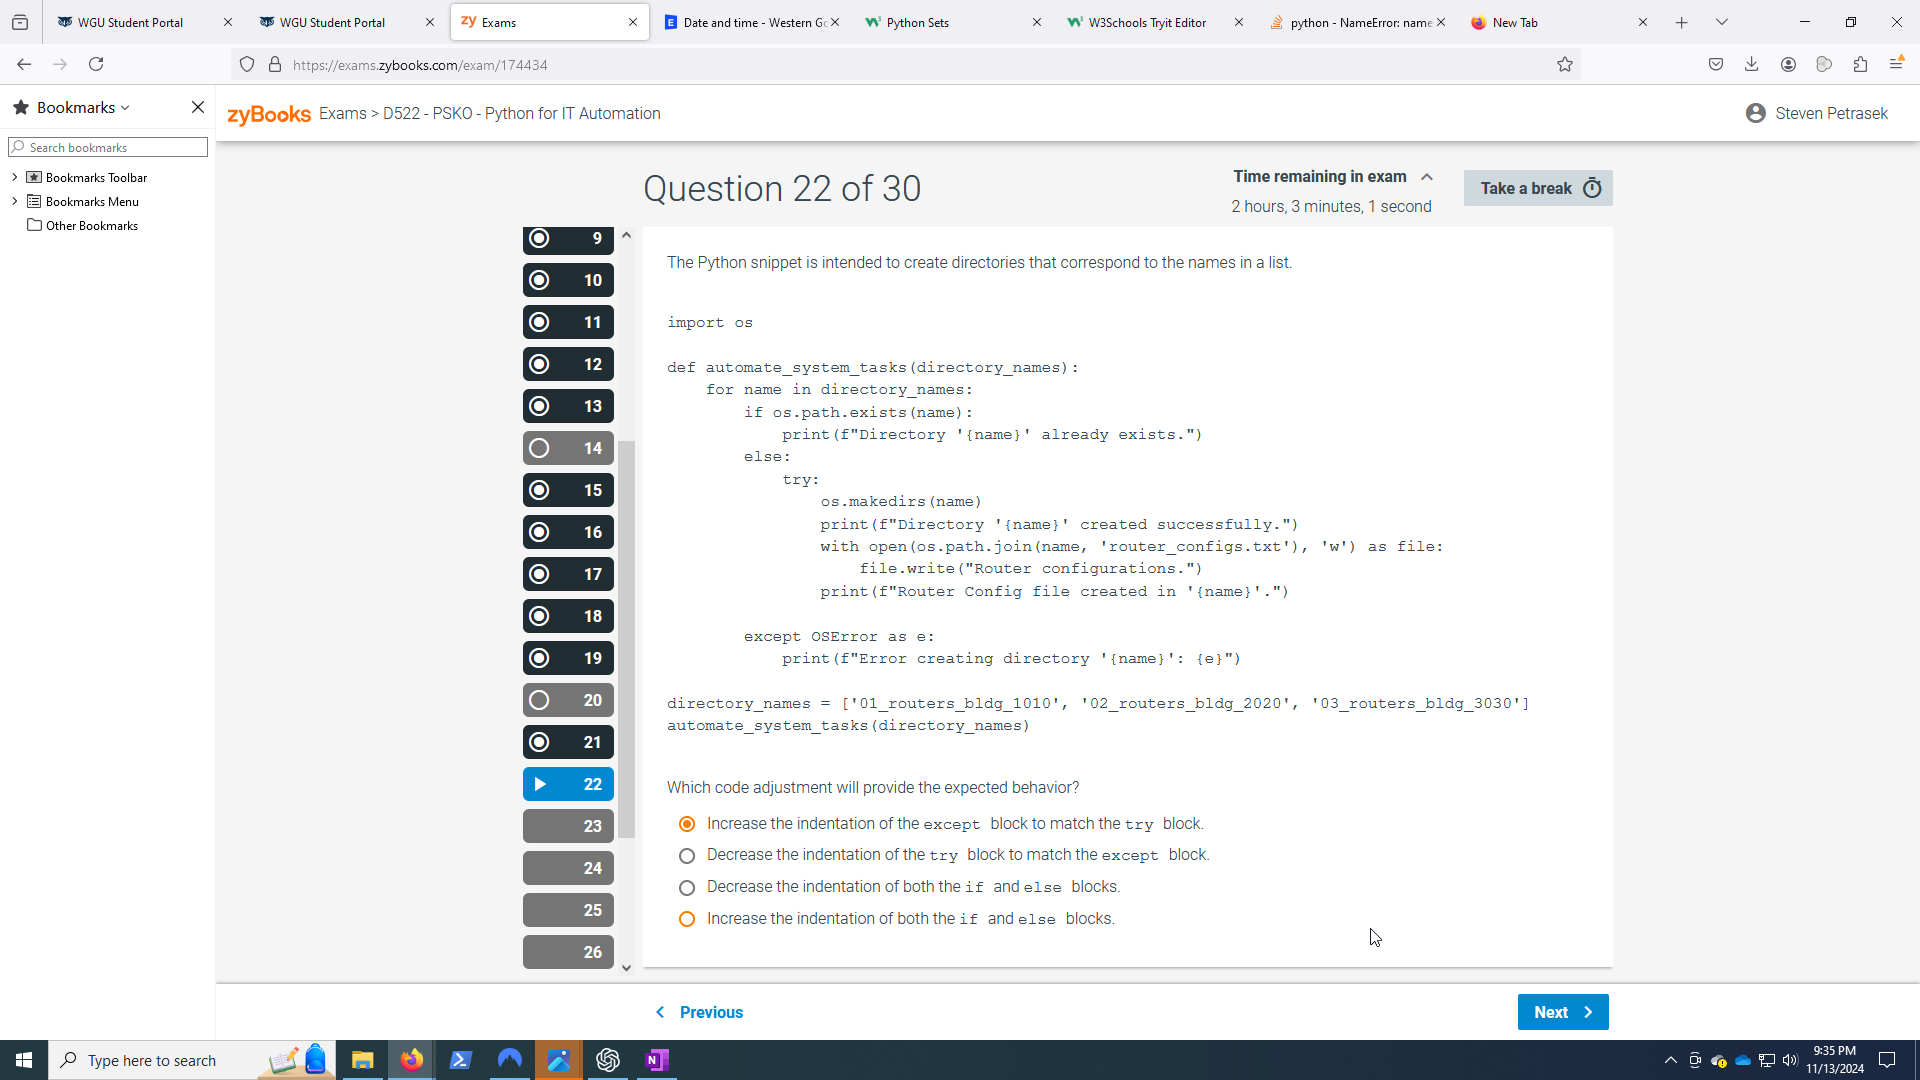 WGU Student Portal
WGU Student Portal
zy Exams
Date and time - Western Go
Python Sets
W3Schools Tryit Editor
python - NameError: name
New Tab
https://exams.zybooks.com/exam/174434
Bookmarks
Search bookmarks
Bookmarks Toolbar
Bookmarks Menu
Other Bookmarks
zyBooks Exams > D522 - PSKO - Python for IT Automation
Steven Petrasek
Question 22 of 30
Time remaining in exam
2 hours, 3 minutes, 1 second
Take a break
9
10
11
12
13
14
15
16
17
18
19
20
21
22
23
24
25
26
The Python snippet is intended to create directories that correspond to the names in a list.
import os
def automate_system_tasks(directory_names):
    for name in directory_names:
        if os.path.exists(name):
            print(f"Directory '{name}' already exists.")
        else:
            try:
                os.makedirs(name)
                print(f"Directory '{name}' created successfully.")
                with open(os.path.join(name, 'router_configs.txt'), 'w') as file:
                    file.write("Router configurations.")
                print(f"Router Config file created in '{name}'.")
        except OSError as e:
            print(f"Error creating directory '{name}': {e}")
directory_names = ['01_routers_bldg_1010', '02_routers_bldg_2020', '03_routers_bldg_3030']
automate_system_tasks(directory_names)
Which code adjustment will provide the expected behavior?
Increase the indentation of the except block to match the try block.
Decrease the indentation of the try block to match the except block.
Decrease the indentation of both the if and else blocks.
Increase the indentation of both the if and else blocks.
Previous
Next
Type here to search
9:35 PM
11/13/2024